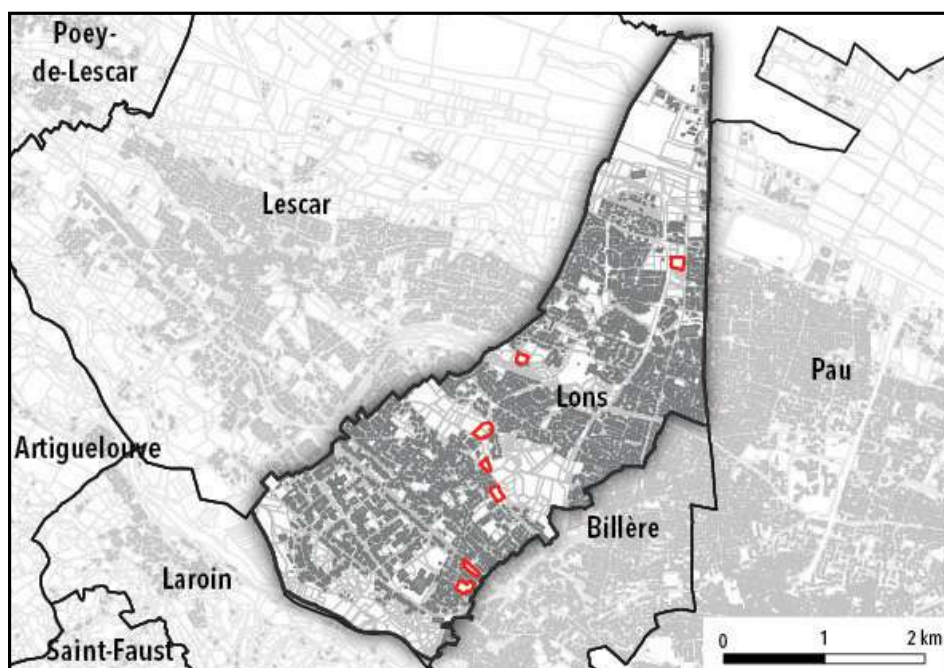 Poey-
de-Lescar
Lescar
Pau
Lons
Artiguelouve
Billère
Laroin
Saint-Faust
0 1 2 km